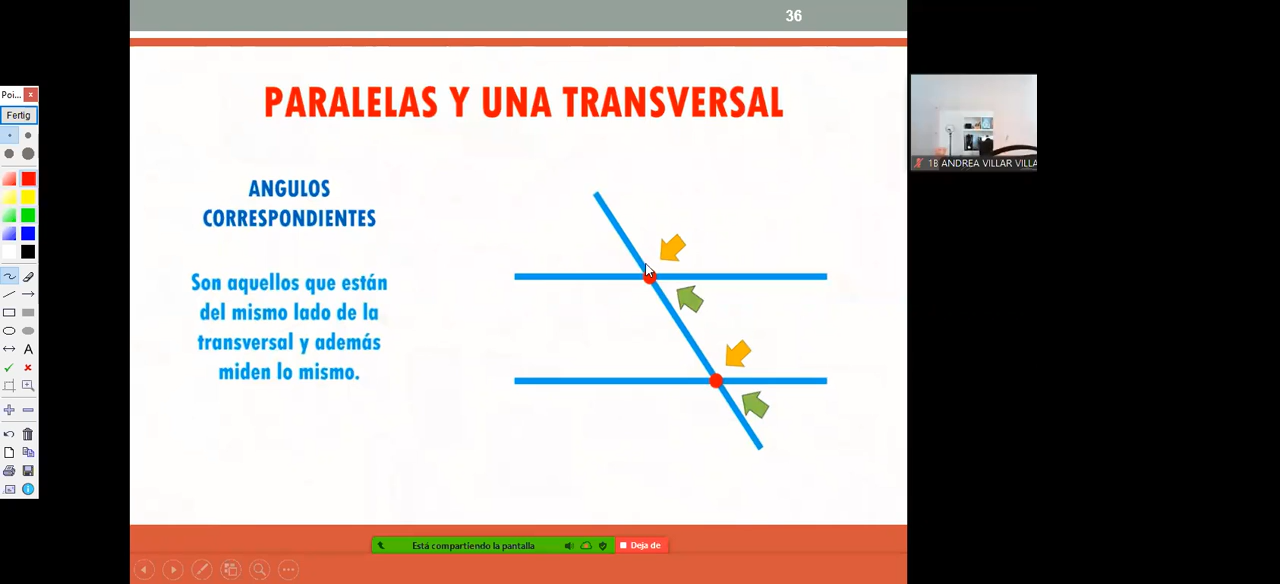 36
Poi...
Fertig
PARALELAS Y UNA TRANSVERSAL
ANGULOS
CORRESPONDIENTES
Son aquellos que están
del mismo lado de la
transversal y además
miden lo mismo.
A
1B ANDREA VILLAR VILLA
Está compartiendo la pantalla
Deja de